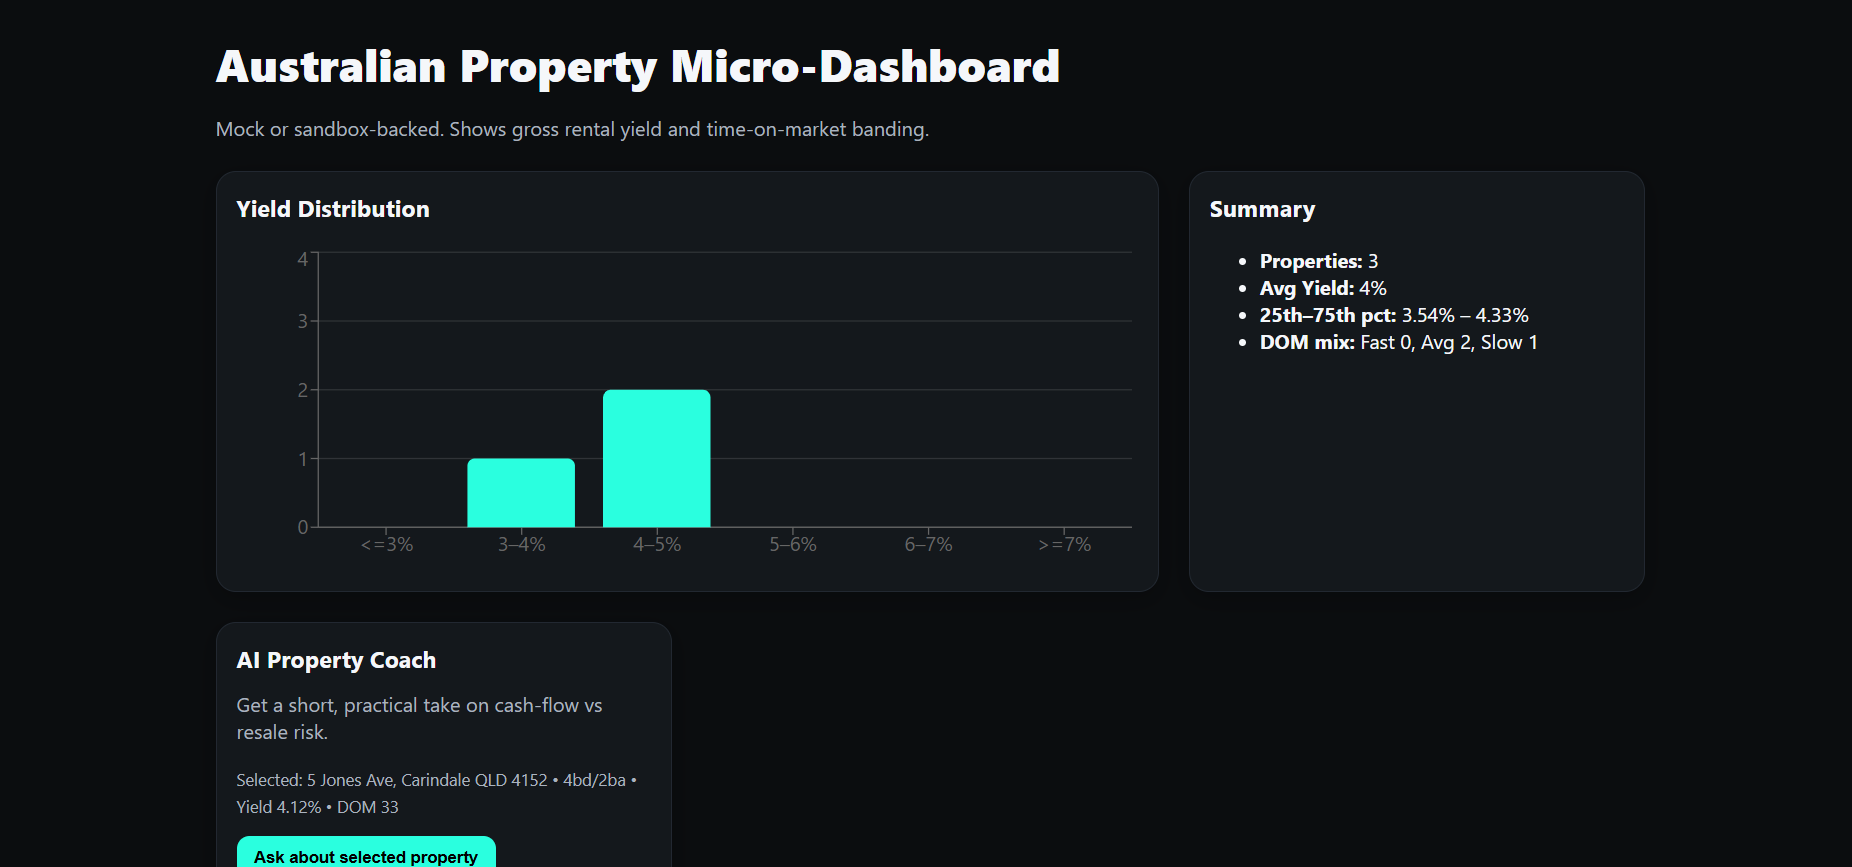 Australian Property Micro-Dashboard
Mock or sandbox-backed. Shows gross rental yield and time-on-market banding.
Yield Distribution
4
3
2
1
0
<=3% 3–4% 4–5% 5–6% 6–7% >=7%
Summary
• Properties: 3
• Avg Yield: 4%
• 25th–75th pct: 3.54% – 4.33%
• DOM mix: Fast 0, Avg 2, Slow 1
AI Property Coach
Get a short, practical take on cash-flow vs
resale risk.
Selected: 5 Jones Ave, Carindale QLD 4152 • 4bd/2ba •
Yield 4.12% • DOM 33
Ask about selected property